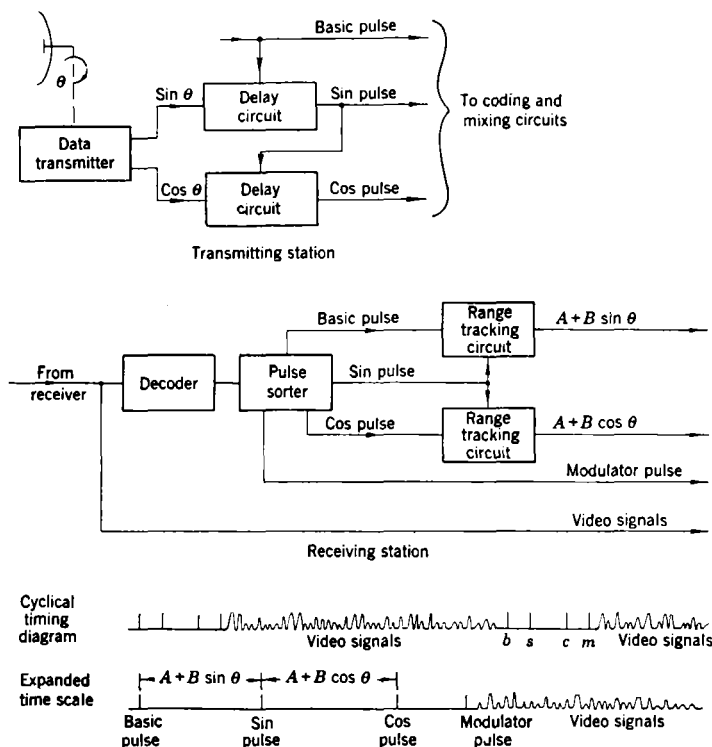 Basic pulse
θ
Sin θ
Delay
circuit
Sin pulse
To coding and
mixing circuits
Data
transmitter
Cos θ
Delay
circuit
Cos pulse
Transmitting station
Basic pulse
Range
tracking
circuit
A + B sin θ
From
receiver
Decoder
Pulse
sorter
Sin pulse
Cos pulse
Range
tracking
circuit
A + B cos θ
Modulator pulse
Video signals
Receiving station
Cyclical
timing
diagram
Video signals
b s c m Video signals
Expanded
time scale
A + B sin θ
A + B cos θ
Basic
pulse
Sin
pulse
Cos
pulse
Modulator
pulse
Video signals